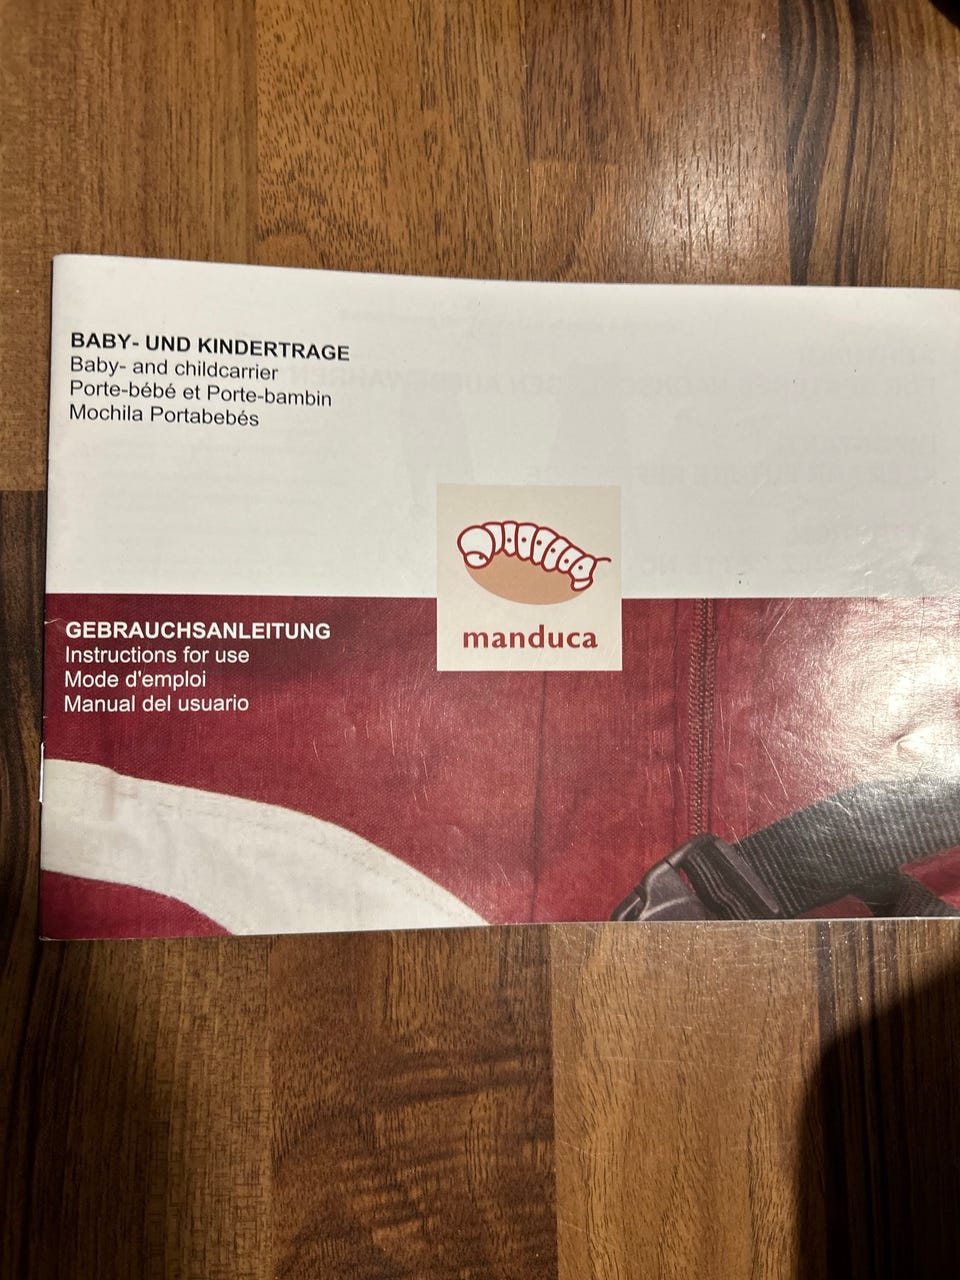 BABY- UND KINDERTRAGE
Baby- and childcarrier
Porte-bébé et Porte-bambin
Mochila Portabebés
manduca
GEBRAUCHSANLEITUNG
Instructions for use
Mode d'emploi
Manual del usuario